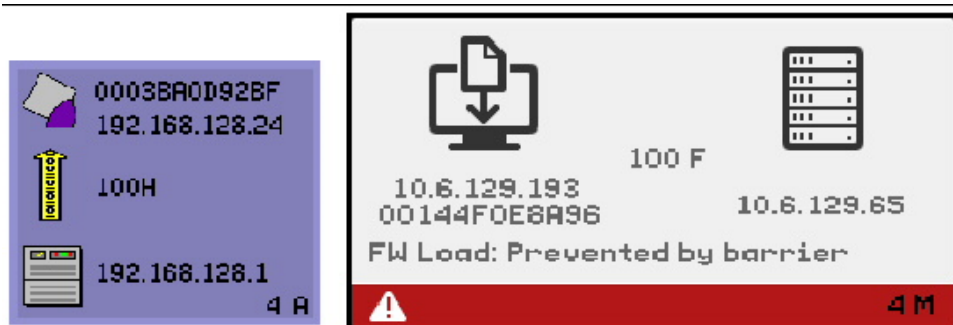 0003BA0D92BF
192.168.128.24
100H
192.168.128.1
4 A
100 F
10.6.129.193
00144F0E8A96
10.6.129.65
FW Load: Prevented by barrier
4 M